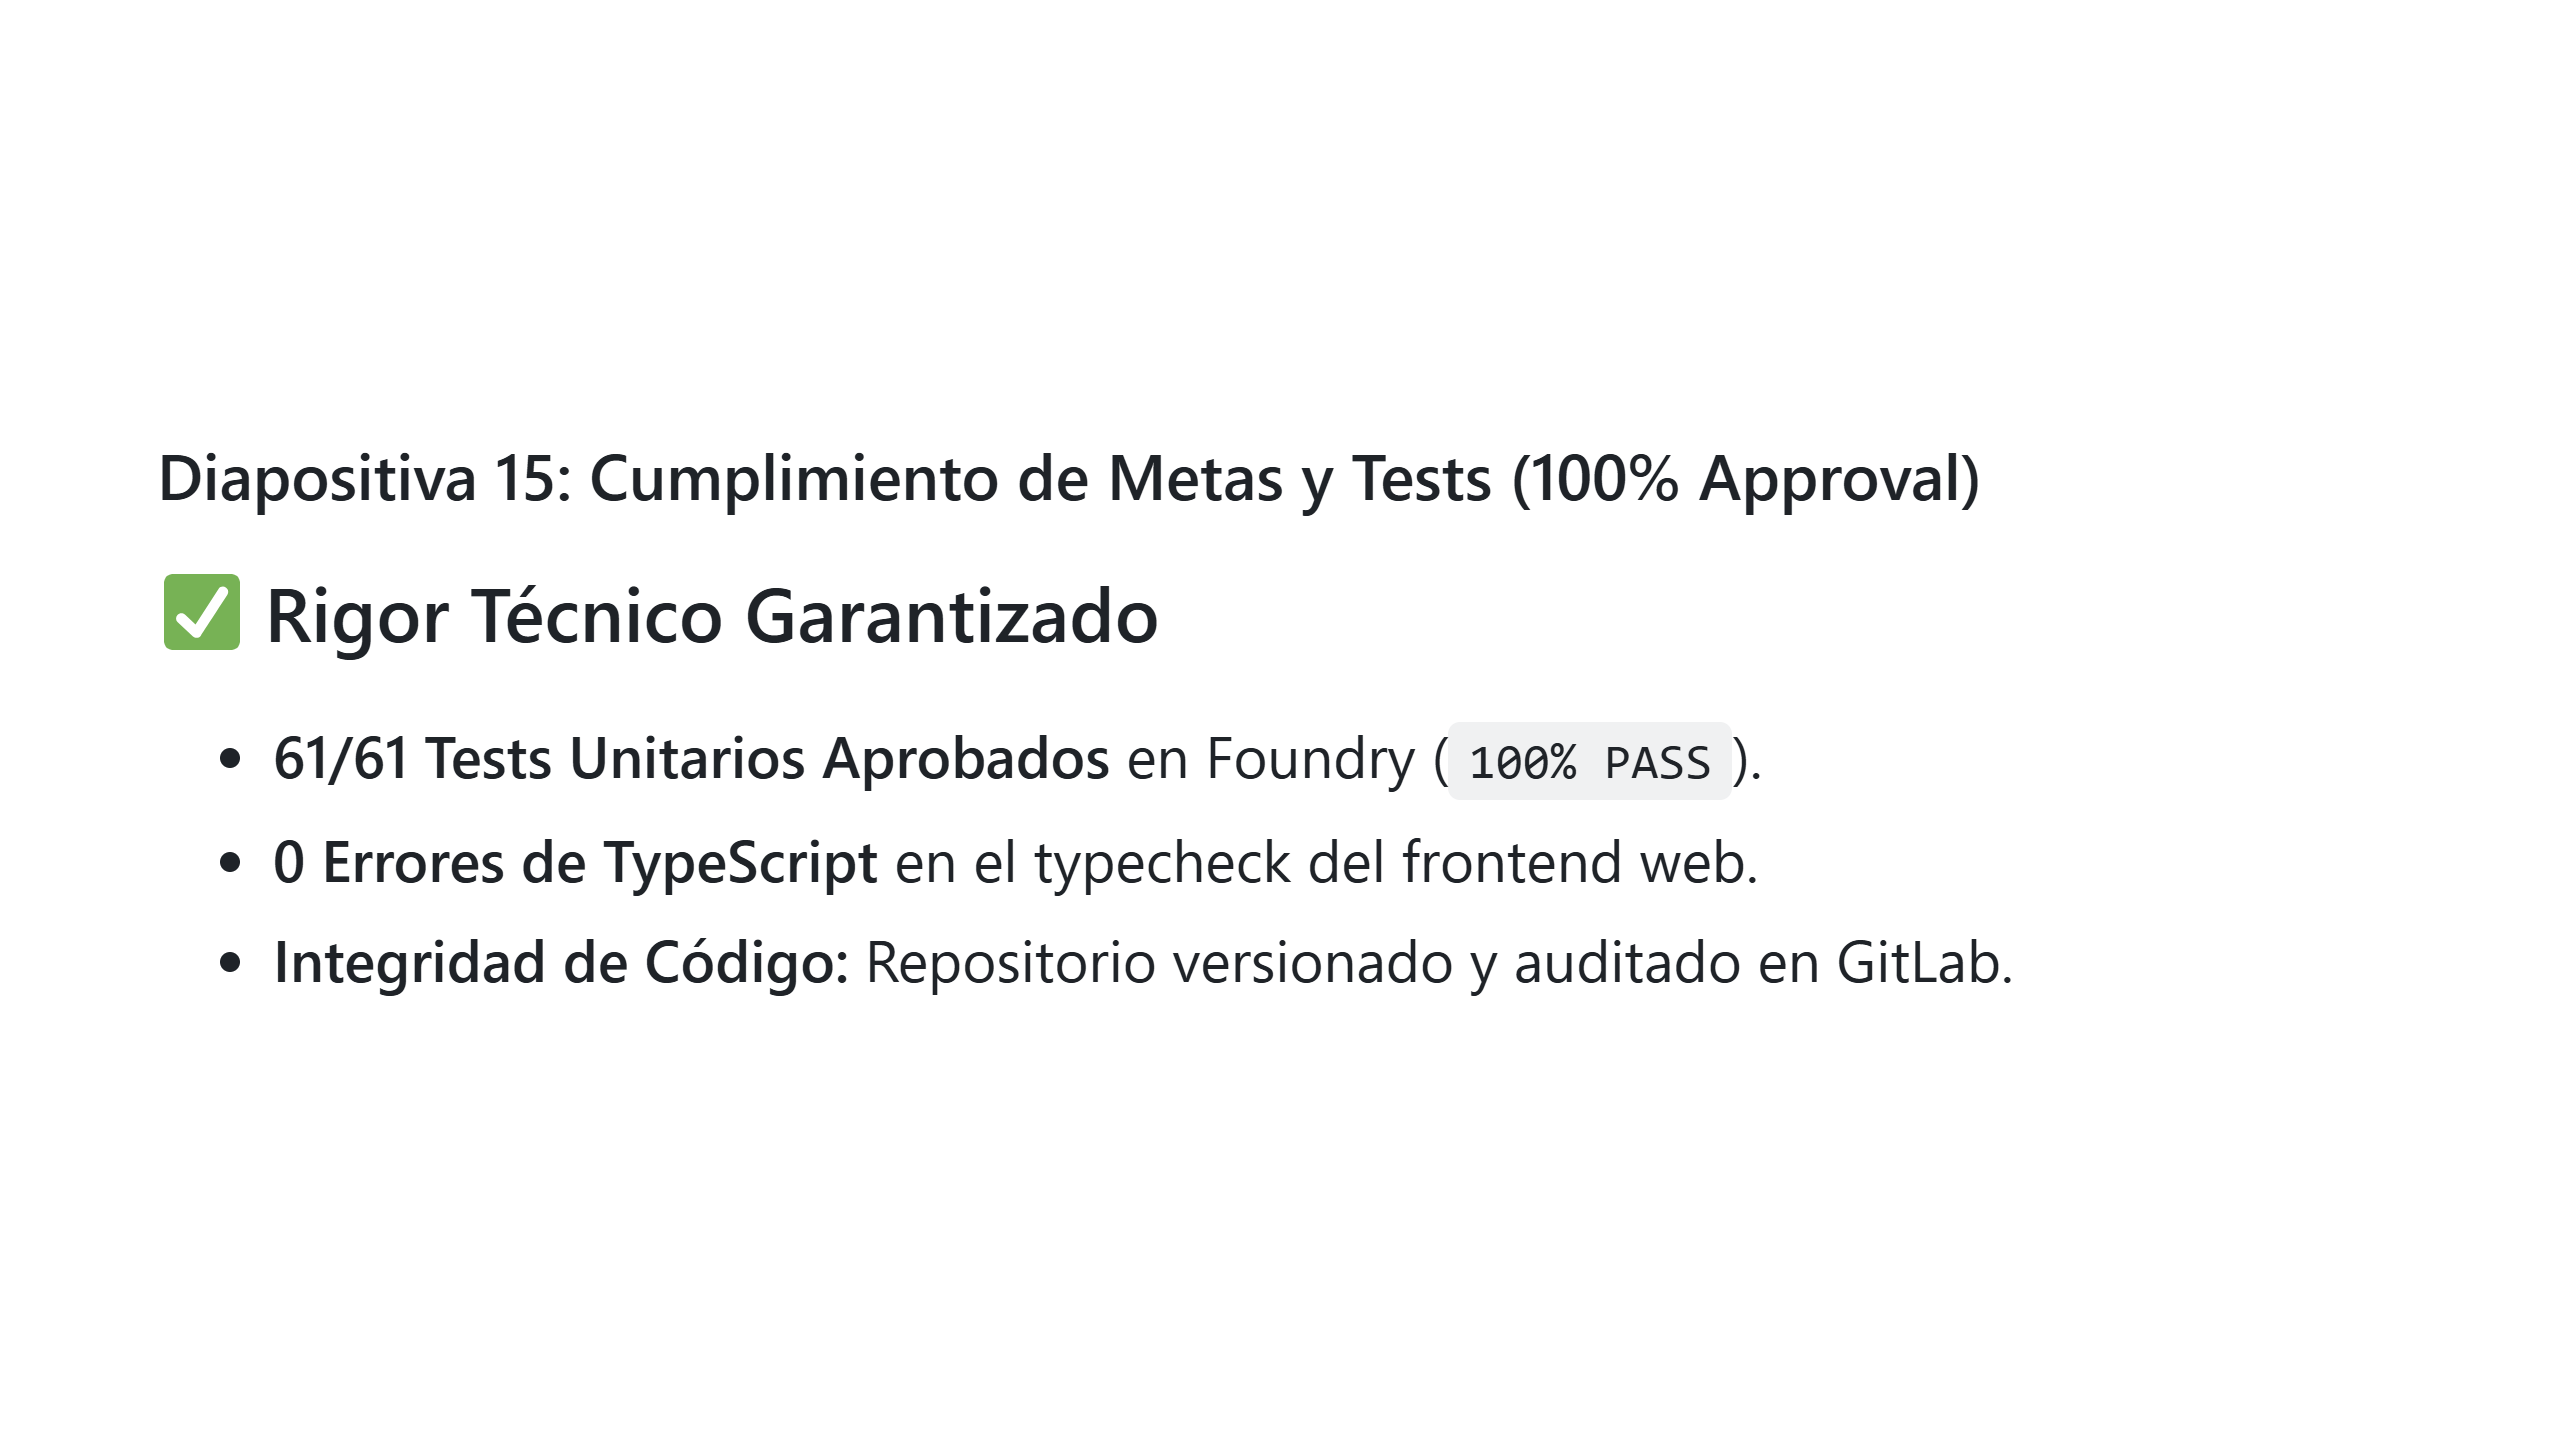 Diapositiva 15: Cumplimiento de Metas y Tests (100% Approval)
✅ Rigor Técnico Garantizado
• 61/61 Tests Unitarios Aprobados en Foundry ( 100% PASS ).
• 0 Errores de TypeScript en el typecheck del frontend web.
• Integridad de Código: Repositorio versionado y auditado en GitLab.